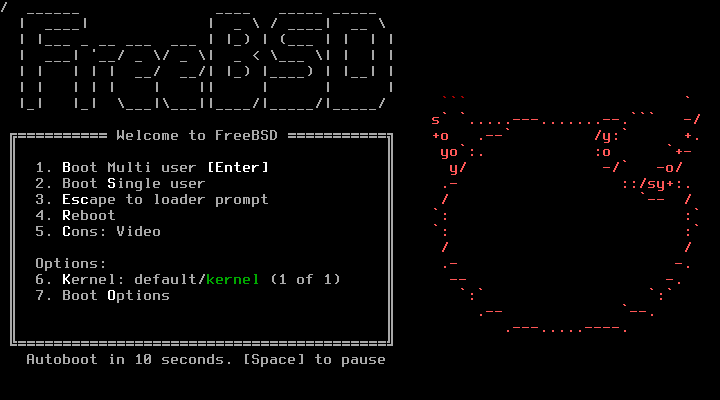 FreeBSD
Welcome to FreeBSD
1. Boot Multi user [Enter]
2. Boot Single user
3. Escape to loader prompt
4. Reboot
5. Cons: Video
Options:
6. Kernel: default/kernel (1 of 1)
7. Boot Options
Autoboot in 10 seconds. [Space] to pause